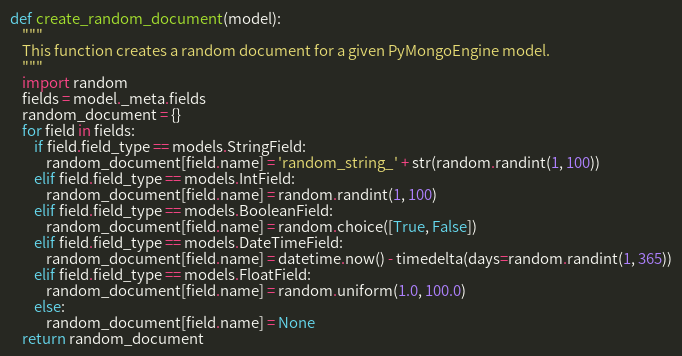 def create_random_document(model):
    """
    This function creates a random document for a given PyMongoEngine model.
    """
    import random
    fields = model._meta.fields
    random_document = {}
    for field in fields:
        if field.field_type == models.StringField:
            random_document[field.name] = 'random_string_' + str(random.randint(1, 100))
        elif field.field_type == models.IntField:
            random_document[field.name] = random.randint(1, 100)
        elif field.field_type == models.BooleanField:
            random_document[field.name] = random.choice([True, False])
        elif field.field_type == models.DateTimeField:
            random_document[field.name] = datetime.now() - timedelta(days=random.randint(1, 365))
        elif field.field_type == models.FloatField:
            random_document[field.name] = random.uniform(1.0, 100.0)
        else:
            random_document[field.name] = None
    return random_document